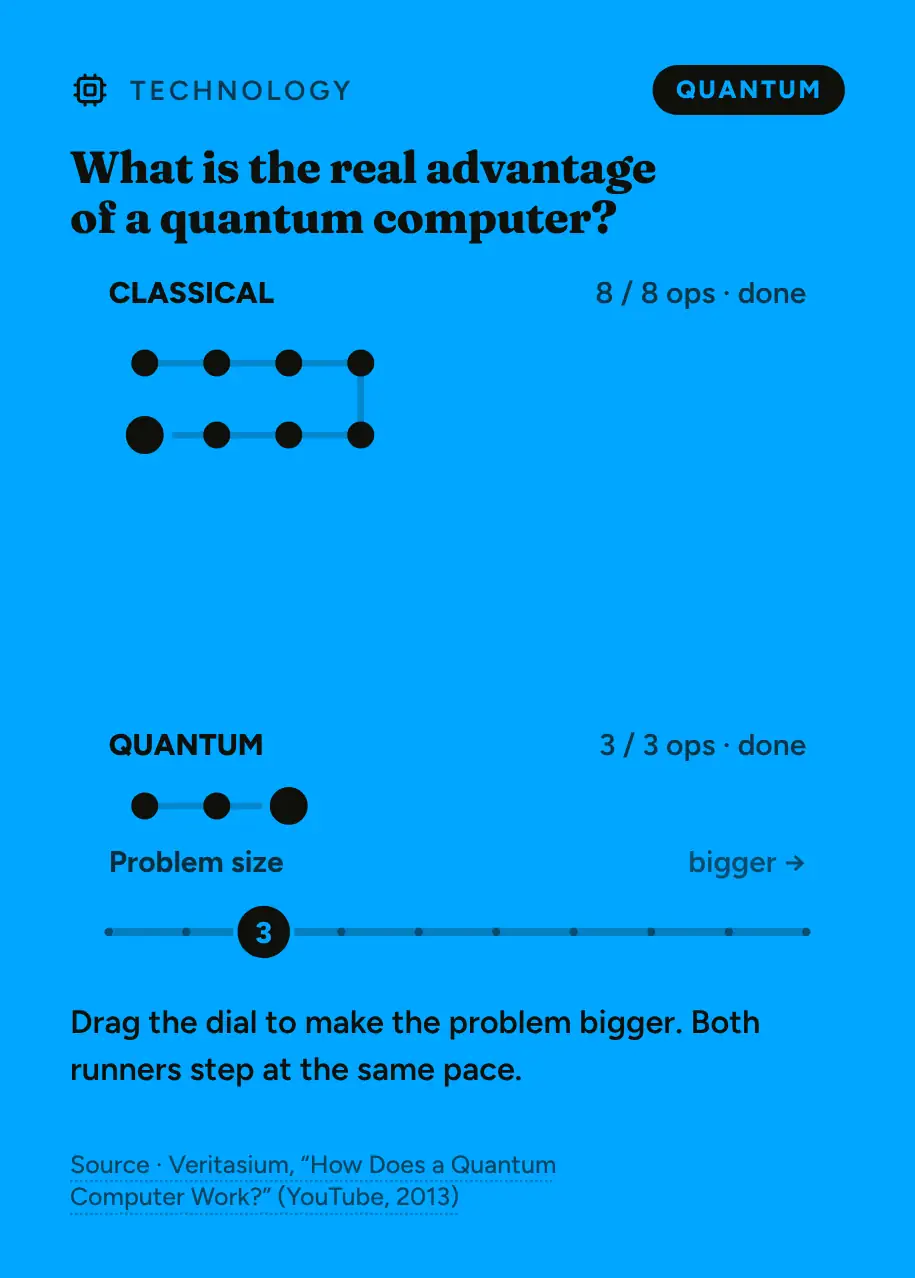 TECHNOLOGY
QUANTUM
What is the real advantage
of a quantum computer?
CLASSICAL
8 / 8 ops · done
QUANTUM
3 / 3 ops · done
Problem size
bigger →
3
Drag the dial to make the problem bigger. Both
runners step at the same pace.
Source · Veritasium, “How Does a Quantum
Computer Work?” (YouTube, 2013)